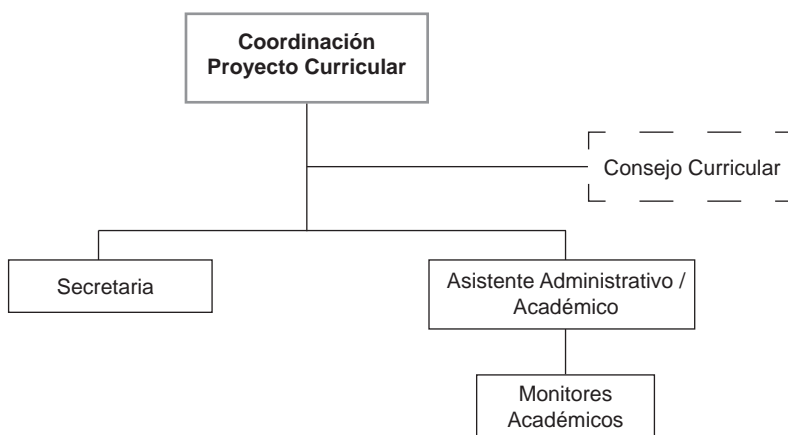 Coordinación
Proyecto Curricular
Consejo Curricular
Secretaria
Asistente Administrativo /
Académico
Monitores
Académicos